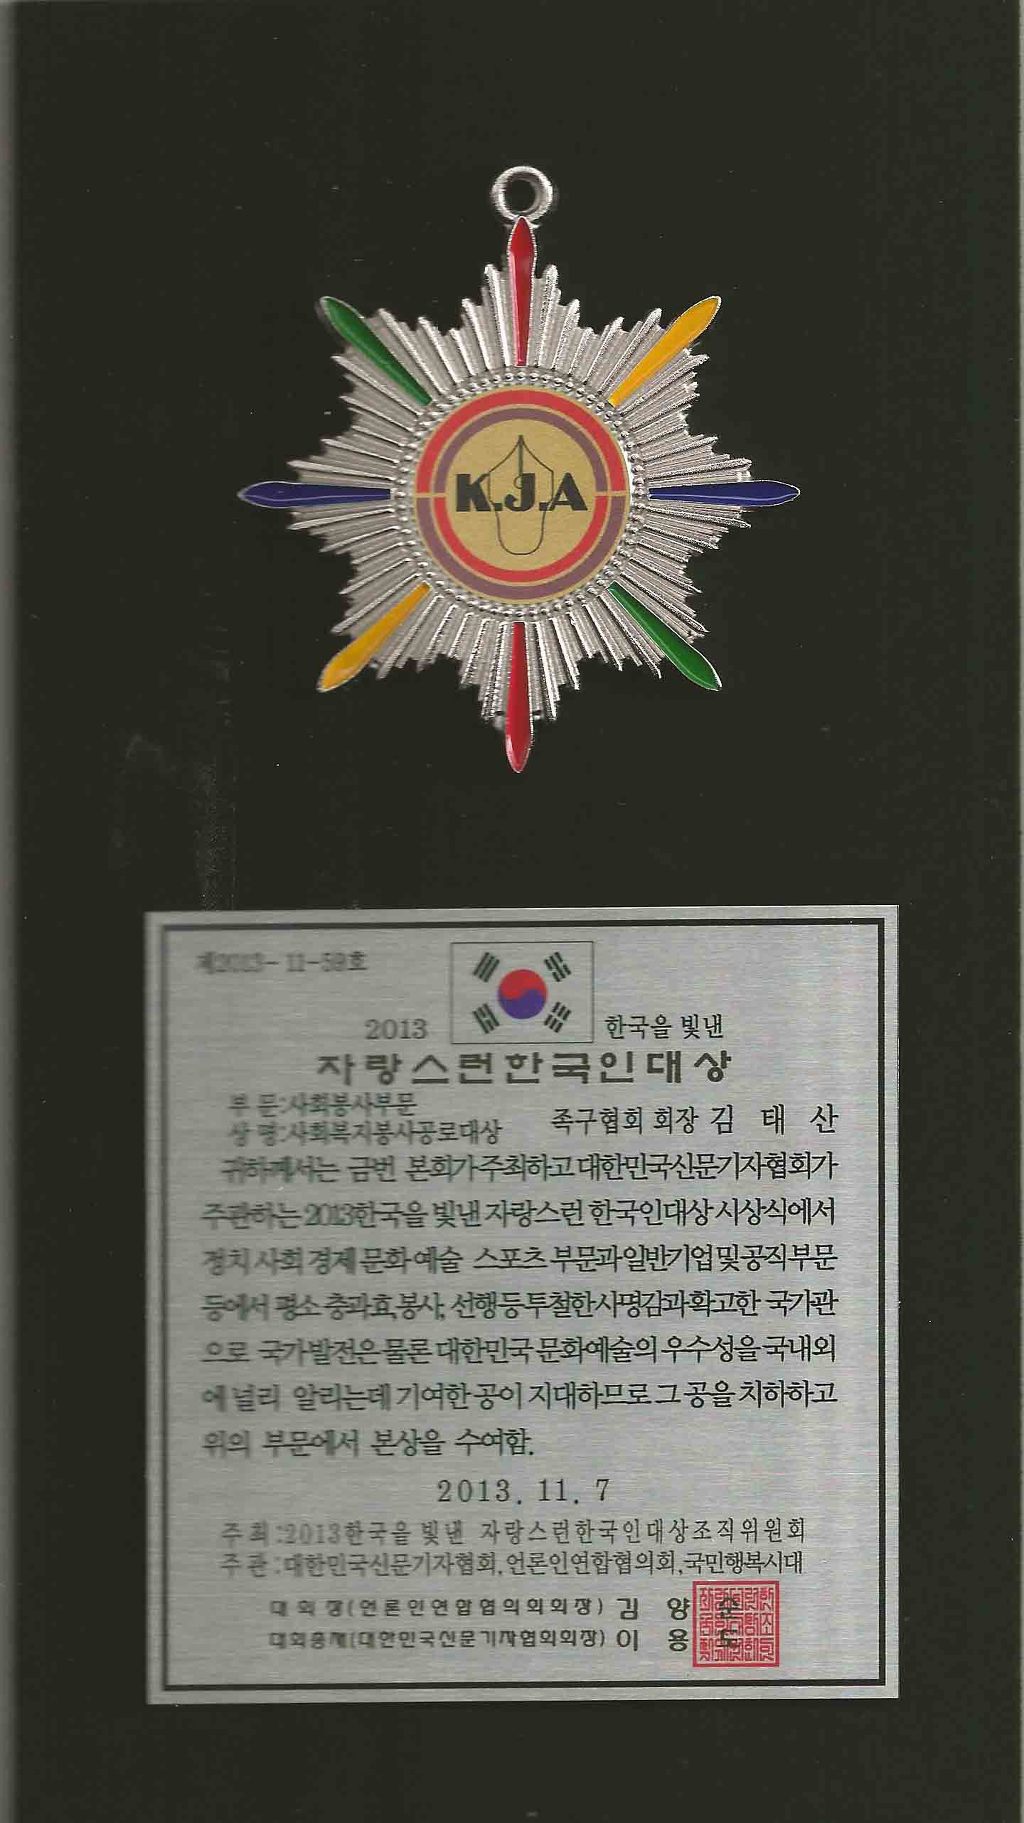 K.J.A
제2013-11-59호
2013 한국을 빛낸
자랑스런한국인대상
부 문:사회봉사부문
상 명:사회복지봉사공로대상
족구협회 회장 김 태 산
귀하께서는 금번 본회가 주최하고 대한민국신문기자협회가
주관하는 2013한국을 빛낸 자랑스런 한국인대상 시상식에서
정치 사회 경제 문화 예술 스포츠 부문과 일반기업 및 공직부문
등에서 평소 충과효,봉사, 선행등 투철한 사명감과 확고한 국가관
으로 국가발전은 물론 대한민국 문화예술의 우수성을 국내외
에 널리 알리는데 기여한 공이 지대하므로 그 공을 치하하고
위의 부문에서 본상을 수여함.
2013. 11. 7
주 최 :2013한국을 빛낸 자랑스런한국인대상조직위원회
주 관 :대한민국신문기자협회,언론인연합협의회,국민행복시대
대 회 장(언론인연합협의회회장) 김 양 순
대회총재(대한민국신문기자협회회장) 이 용 도